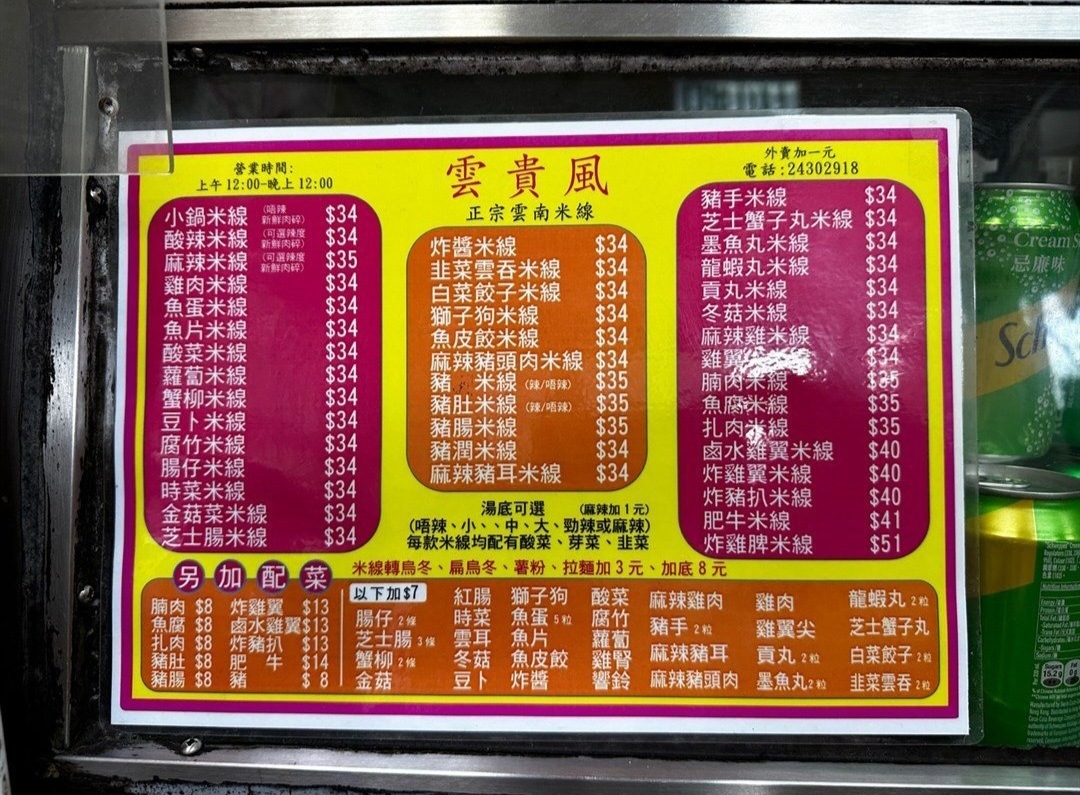 營業時間:
上午12:00-晚上12:00
雲貴風
正宗雲南米線
外賣加一元
電話:24302918
小鍋米線 (唔辣 新鮮肉碎) $34
酸辣米線 (可選辣度 新鮮肉碎) $34
麻辣米線 (可選辣度 新鮮肉碎) $35
雞肉米線 $34
魚蛋米線 $34
魚片米線 $34
酸菜米線 $34
蘿蔔米線 $34
蟹柳米線 $34
豆卜米線 $34
腐竹米線 $34
腸仔米線 $34
時菜米線 $34
金菇菜米線 $34
芝士腸米線 $34
炸醬米線 $34
韭菜雲吞米線 $34
白菜餃子米線 $34
獅子狗米線 $34
魚皮餃米線 $34
麻辣豬頭肉米線 $34
豬 米線 (辣/唔辣) $35
豬肚米線 (辣/唔辣) $35
豬腸米線 $35
豬潤米線 $34
麻辣豬耳米線 $34
湯底可選 (麻辣加1元)
(唔辣、小、、中、大、勁辣或麻辣)
每款米線均配有酸菜、芽菜、韭菜
豬手米線 $34
芝士蟹子丸米線 $34
墨魚丸米線 $34
龍蝦丸米線 $34
貢丸米線 $34
冬菇米線 $34
麻辣雞米線 $34
雞翼米線 $34
腩肉米線 $35
魚腐米線 $35
扎肉米線 $35
鹵水雞翼米線 $40
炸雞翼米線 $40
炸豬扒米線 $40
肥牛米線 $41
炸雞脾米線 $51
另加配菜
米線轉烏冬、扁烏冬、薯粉、拉麵加3元、加底8元
腩肉 $8 炸雞翼 $13
魚腐 $8 鹵水雞翼 $13
扎肉 $8 炸豬扒 $13
豬肚 $8 肥 牛 $14
豬腸 $8 豬 $8
以下加$7
紅腸 獅子狗 酸菜 麻辣雞肉 雞肉 龍蝦丸 2粒
腸仔 2條 時菜 魚蛋 5粒 腐竹 豬手 2粒 雞翼尖 芝士蟹子丸
芝士腸 3條 雲耳 魚片 蘿蔔 麻辣豬耳 貢丸 2粒 白菜餃子 2粒
蟹柳 2條 冬菇 魚皮餃 雞腎 麻辣豬頭肉 墨魚丸 2粒 韭菜雲吞 2粒
金菇 豆卜 炸醬 響鈴
Cream S
忌廉味
Sch
Sugars
15.2g
Fat
0g